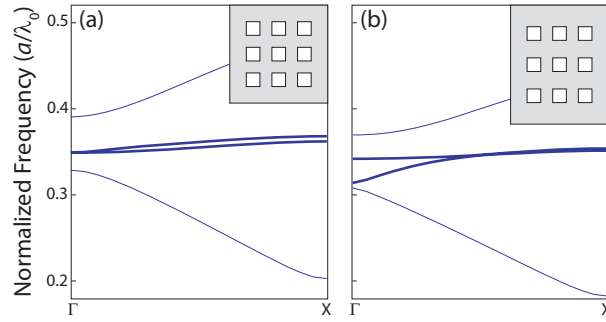 (a)
(b)
Normalized Frequency (a/λ0)
0.5
0.4
0.3
0.2
Γ
X
Γ
X